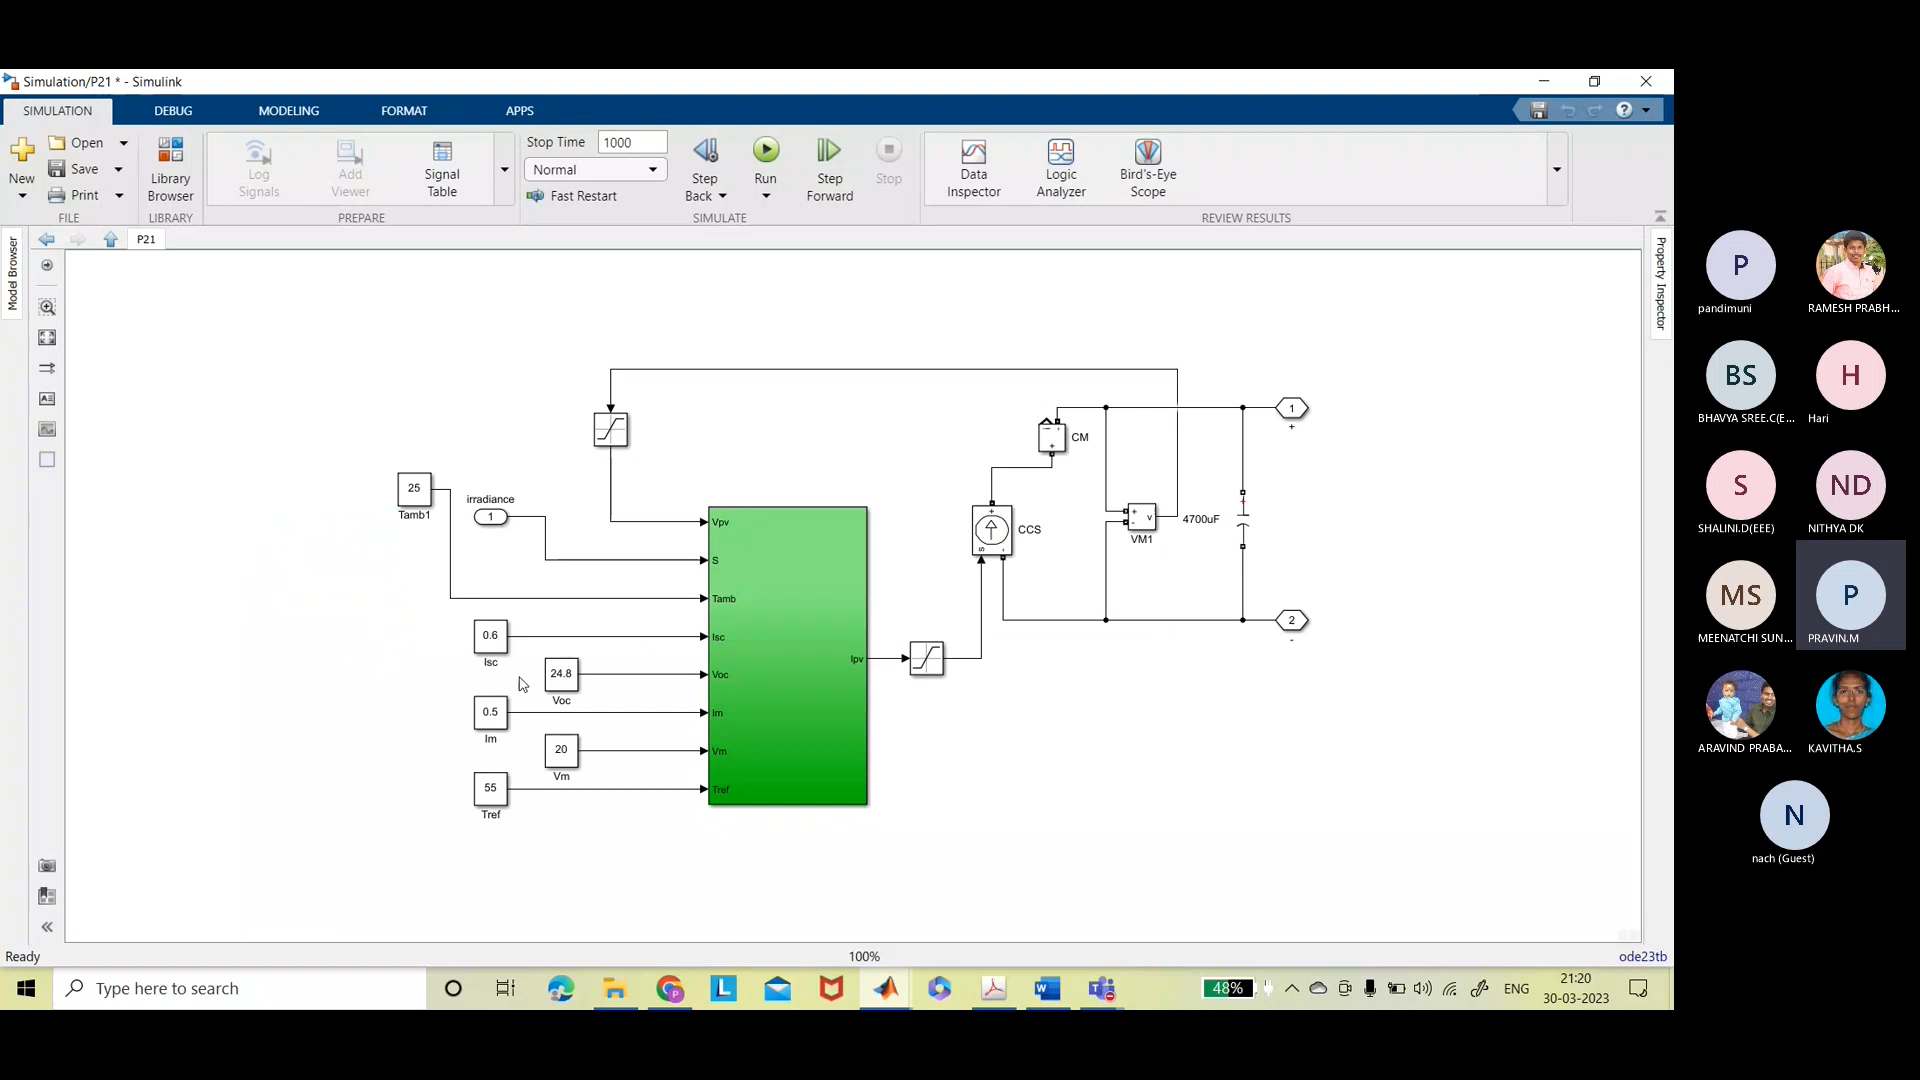 Simulation/P21 * - Simulink
SIMULATION
DEBUG
MODELING
FORMAT
APPS
New
Open
Save
Print
FILE
Library
Browser
LIBRARY
Log
Signals
Add
Viewer
Signal
Table
PREPARE
Stop Time 1000
Normal
Fast Restart
Step
Back
Run
Step
Forward
Stop
SIMULATE
Data
Inspector
Logic
Analyzer
Bird's-Eye
Scope
REVIEW RESULTS
Model Browser
P21
Property Inspector
25
Tamb1
irradiance
1
0.6
Isc
24.8
Voc
0.5
Im
20
Vm
55
Tref
Vpv
S
Tamb
Isc
Voc
Im
Vm
Tref
Ipv
CM
CCS
s
v
VM1
4700uF
1
+
2
-
Ready
100%
ode23tb
Type here to search
48%
ENG
21:20
30-03-2023
P
pandimuni
RAMESH PRABH...
BS
BHAVYA SREE.C(E...
H
Hari
S
SHALINI.D(EEE)
ND
NITHYA DK
MS
MEENATCHI SUN...
P
PRAVIN.M
ARAVIND PRABA...
KAVITHA.S
N
nach (Guest)